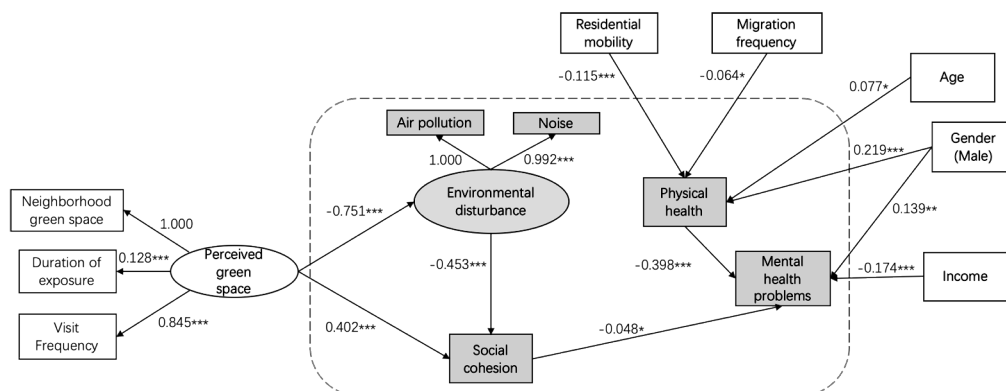 Residential
mobility
Migration
frequency
-0.115***
-0.064*
Age
0.077*
Air pollution
Noise
Gender
(Male)
1.000
0.992***
0.219***
Physical
health
Environmental
disturbance
Neighborhood
green space
1.000
-0.751***
0.139**
Duration of
exposure
0.128***
Perceived
green
space
-0.453***
-0.398***
Mental
health
problems
-0.174***
Income
Visit
Frequency
0.845***
0.402***
-0.048*
Social
cohesion